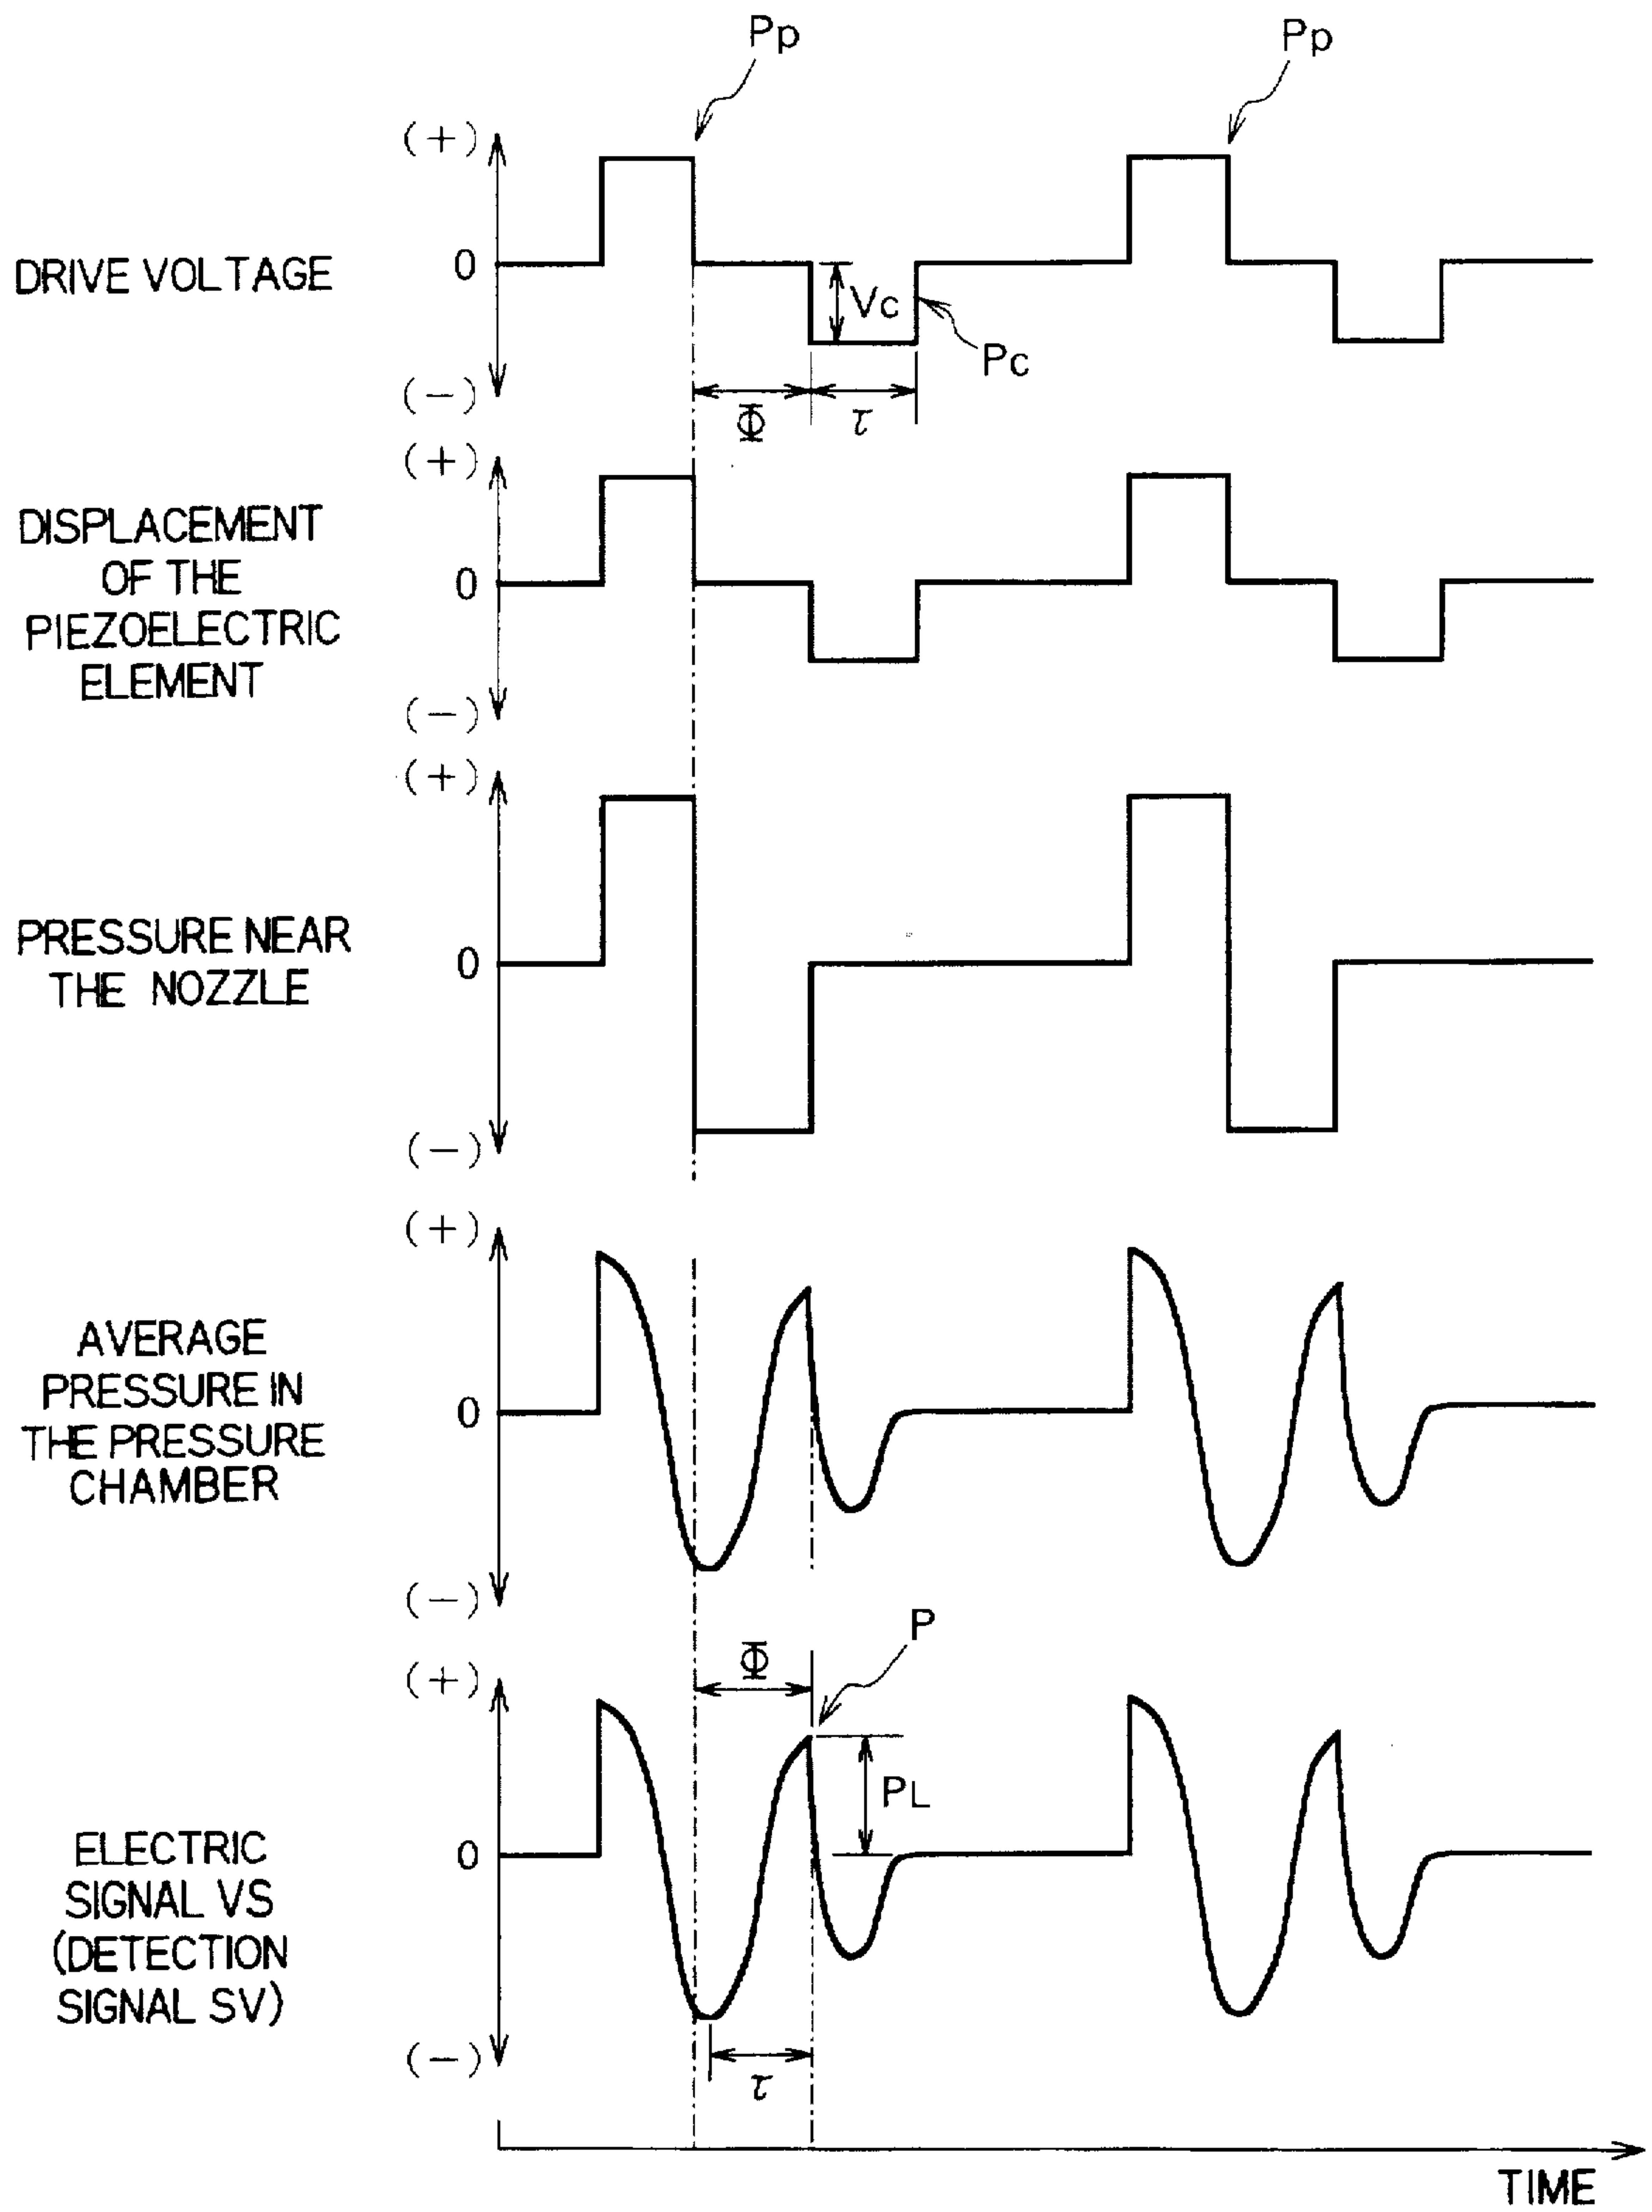 Pp
Pp
(+)
DRIVE VOLTAGE
0
Vc
Pc
(−)
Φ
τ
(+)
DISPLACEMENT
OF THE
PIEZOELECTRIC
ELEMENT
0
(−)
(+)
PRESSURE NEAR
THE NOZZLE
0
(−)
(+)
AVERAGE
PRESSURE IN
THE PRESSURE
CHAMBER
0
(−)
P
Φ
(+)
PL
ELECTRIC
SIGNAL VS
(DETECTION
SIGNAL SV)
0
(−)
τ
TIME